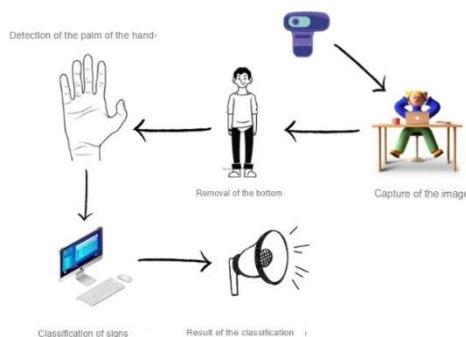 Detection of the palm of the hand
Removal of the bottom
Capture of the image
Classification of signs
Result of the classification